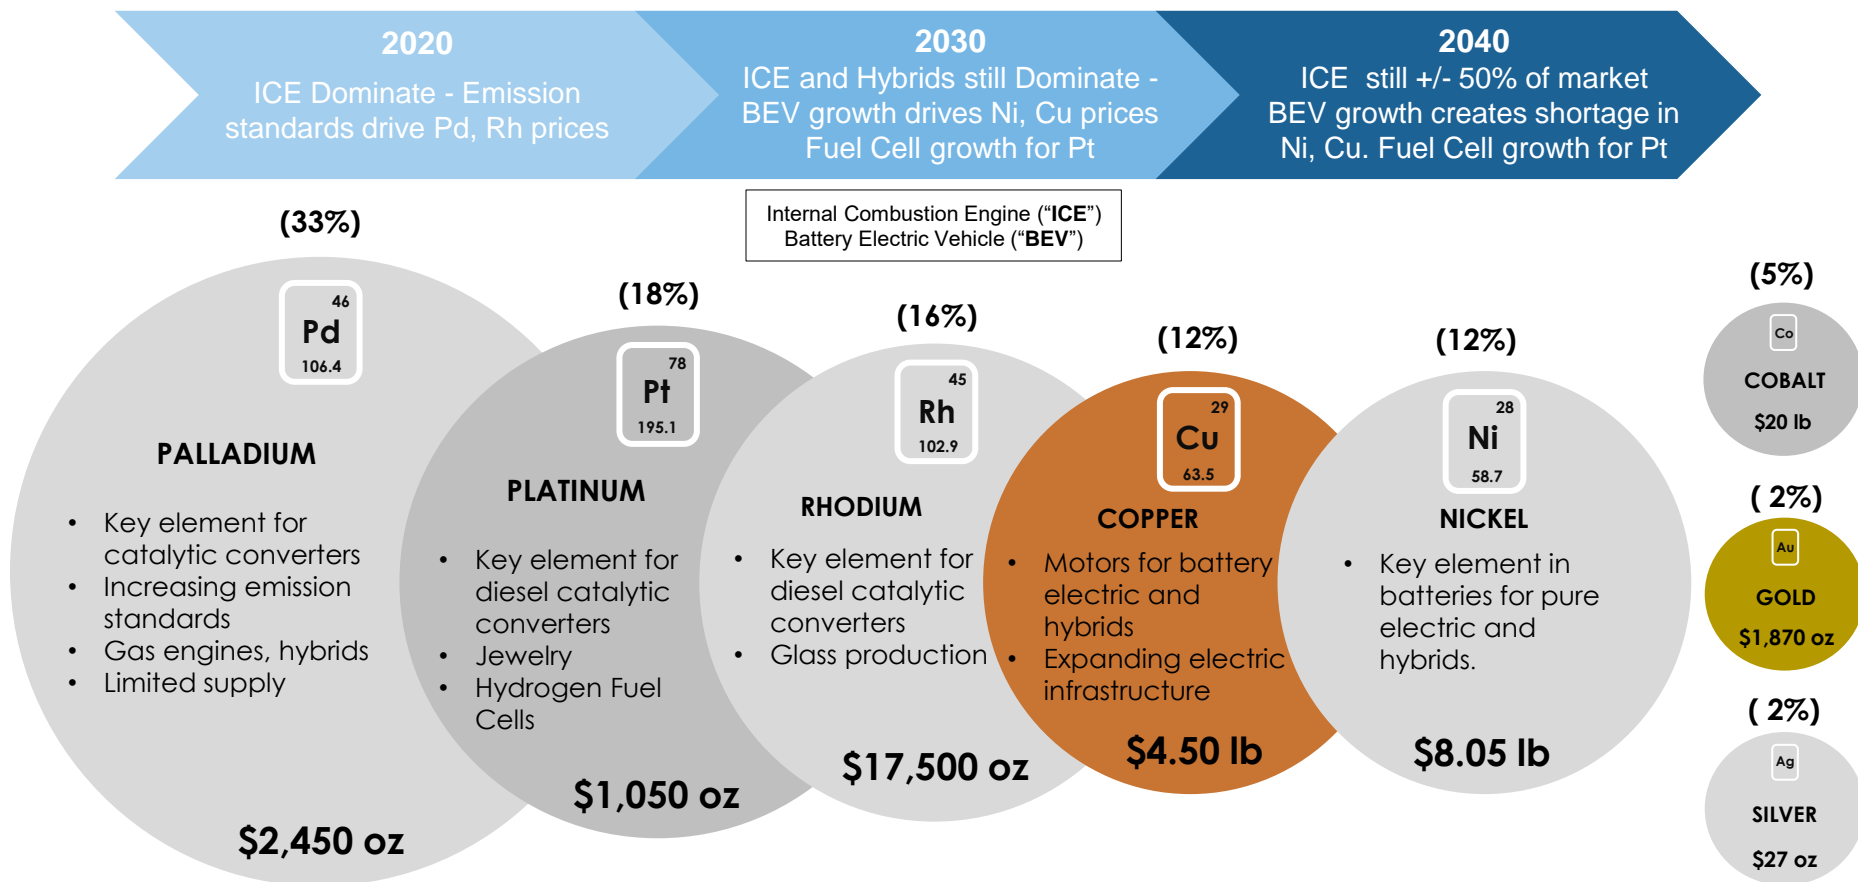 2020
ICE Dominate - Emission
standards drive Pd, Rh prices
2030
ICE and Hybrids still Dominate -
BEV growth drives Ni, Cu prices
Fuel Cell growth for Pt
2040
ICE still +/- 50% of market
BEV growth creates shortage in
Ni, Cu. Fuel Cell growth for Pt
Internal Combustion Engine (“ICE”)
Battery Electric Vehicle (“BEV”)
(33%)
46
Pd
106.4
PALLADIUM
• Key element for
catalytic converters
• Increasing emission
standards
• Gas engines, hybrids
• Limited supply
$2,450 oz
(18%)
78
Pt
195.1
PLATINUM
• Key element for
diesel catalytic
converters
• Jewelry
• Hydrogen Fuel
Cells
$1,050 oz
(16%)
45
Rh
102.9
RHODIUM
• Key element for
diesel catalytic
converters
• Glass production
$17,500 oz
(12%)
29
Cu
63.5
COPPER
• Motors for battery
electric and
hybrids
• Expanding electric
infrastructure
$4.50 lb
(12%)
28
Ni
58.7
NICKEL
• Key element in
batteries for pure
electric and
hybrids.
$8.05 lb
(5%)
Co
COBALT
$20 lb
( 2%)
Au
GOLD
$1,870 oz
( 2%)
Ag
SILVER
$27 oz